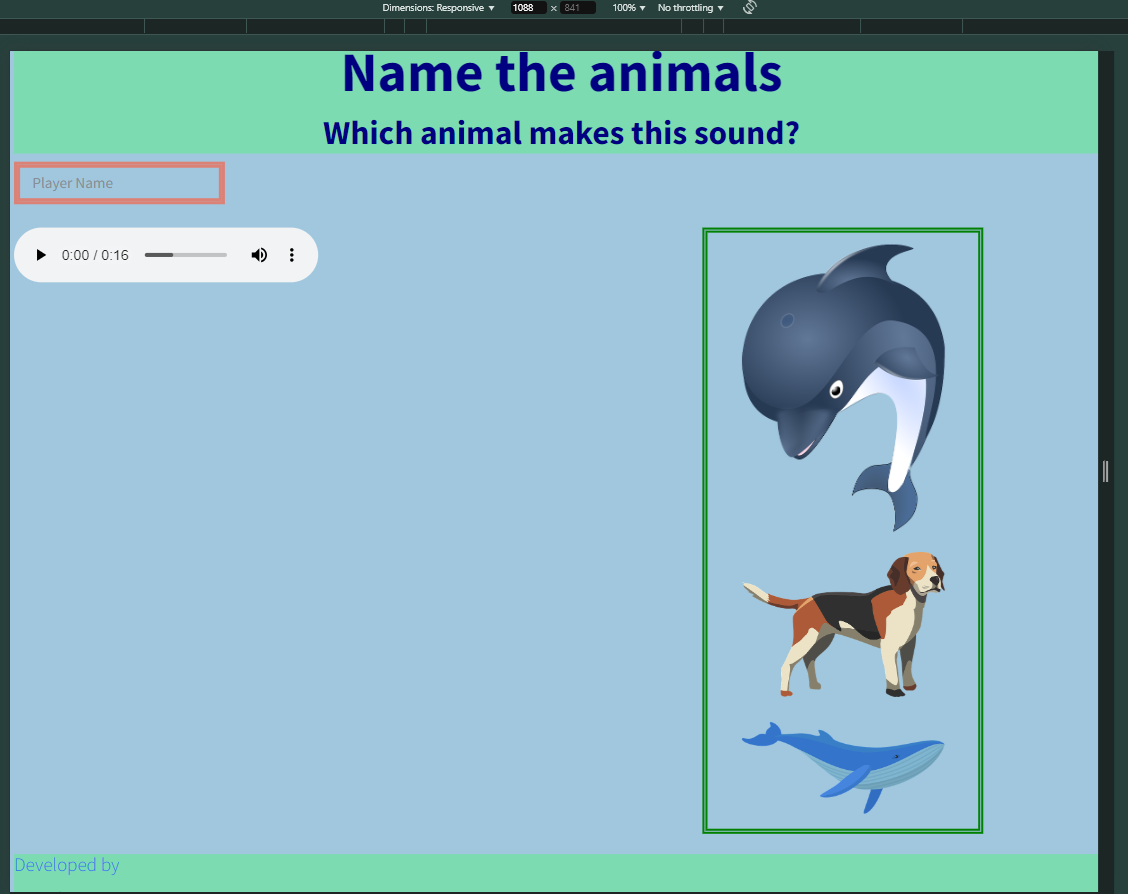 Dimensions: Responsive 1088 x 841 100% No throttling
Name the animals
Which animal makes this sound?
Player Name
0:00 / 0:16
Developed by